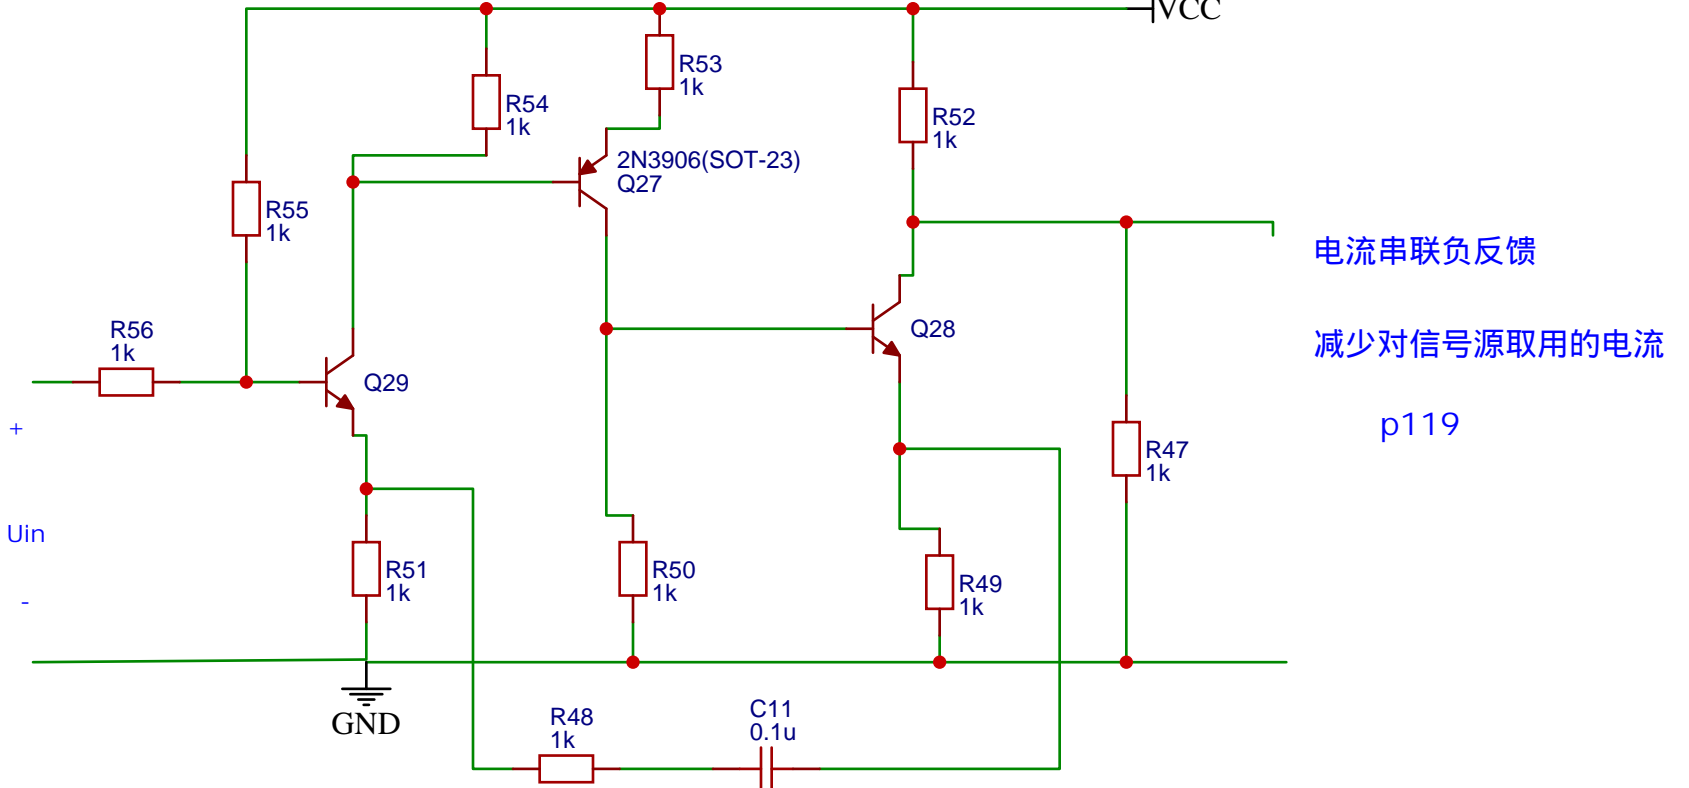 VCC
R53
1k
R54
1k
R52
1k
2N3906(SOT-23)
Q27
R55
1k
电流串联负反馈
R56
1k
Q28
减少对信号源取用的电流
Q29
+
p119
R47
1k
Uin
R51
1k
R50
1k
R49
1k
-
GND
R48
1k
C11
0.1u